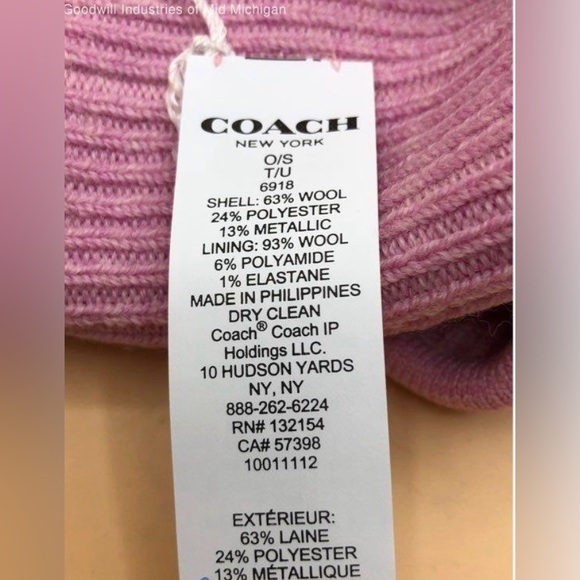 Goodwill Industries of Mid Michigan
COACH
NEW YORK
O/S
T/U
6918
SHELL: 63% WOOL
24% POLYESTER
13% METALLIC
LINING: 93% WOOL
6% POLYAMIDE
1% ELASTANE
MADE IN PHILIPPINES
DRY CLEAN
Coach® Coach IP
Holdings LLC.
10 HUDSON YARDS
NY, NY
888-262-6224
RN# 132154
CA# 57398
10011112
EXTÉRIEUR:
63% LAINE
24% POLYESTER
13% MÉTALLIQUE